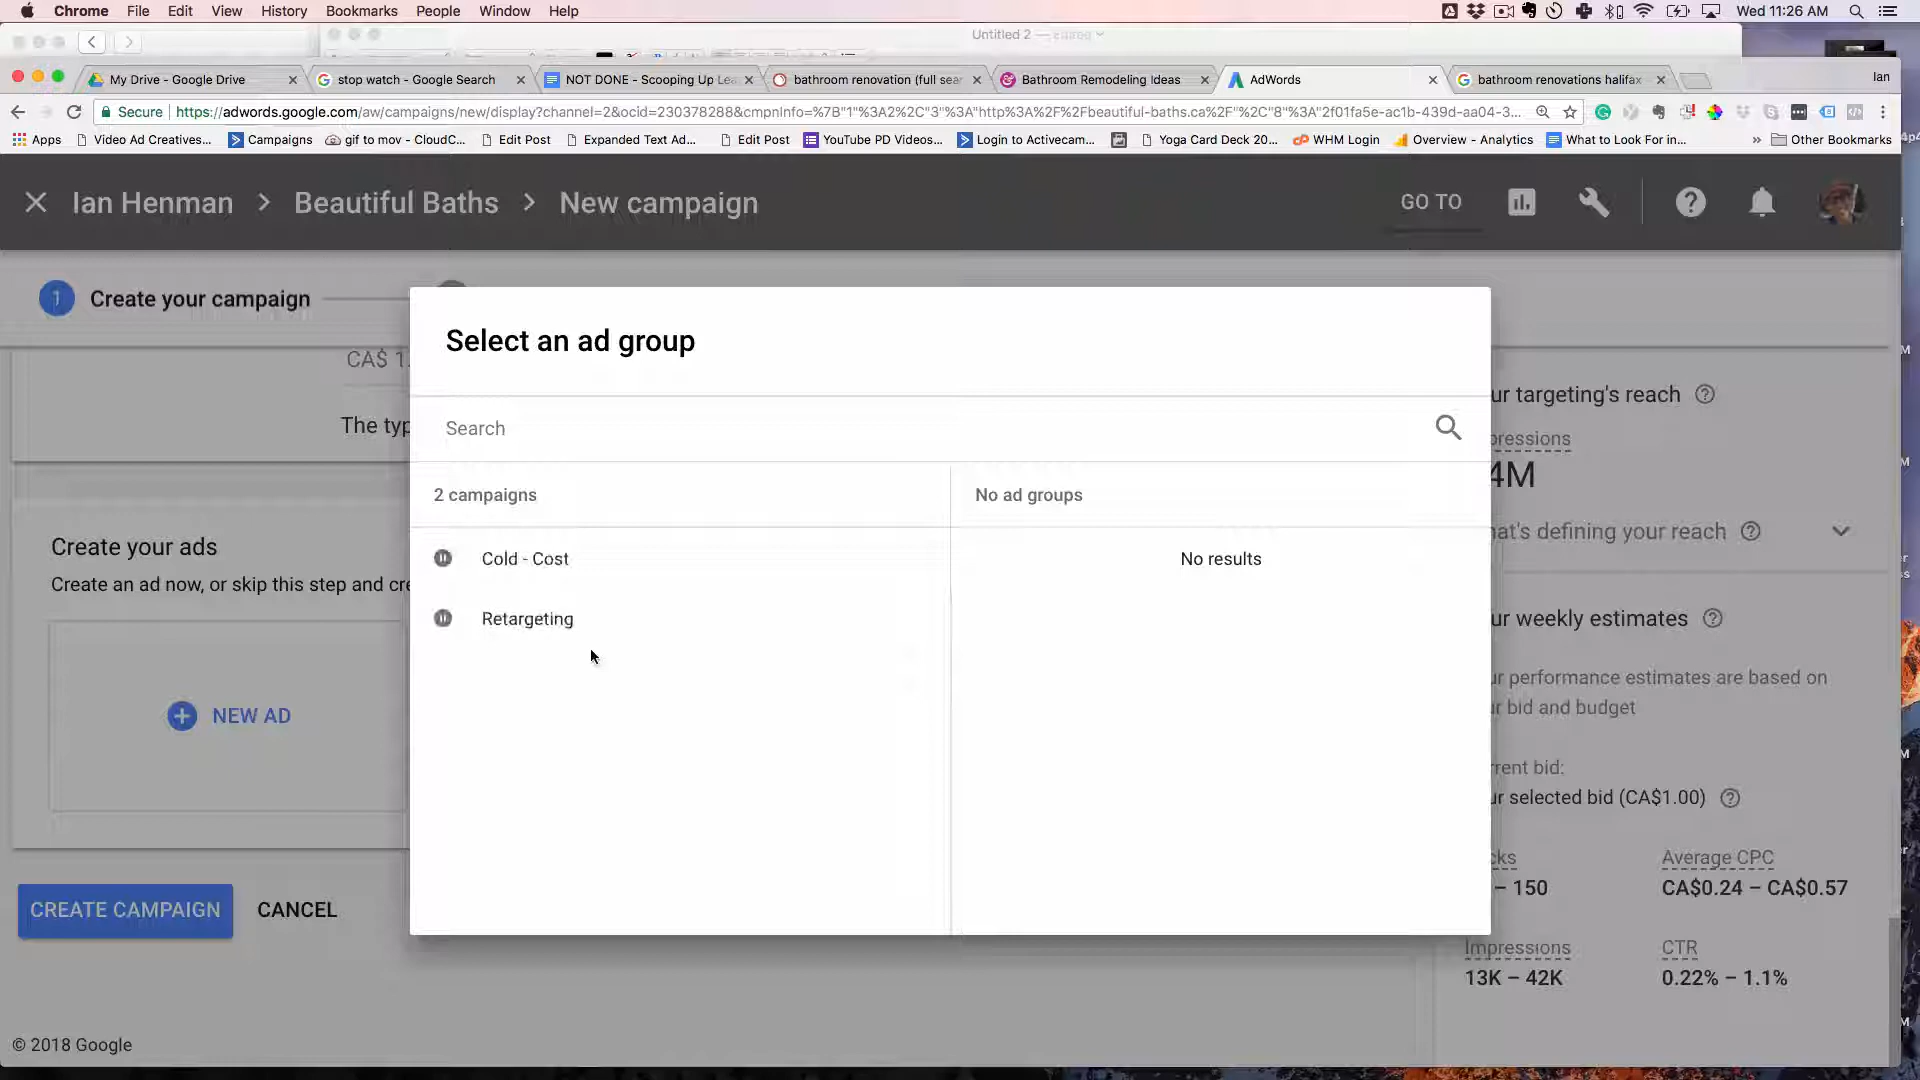 Chrome File Edit View History Bookmarks People Window Help Wed 11:26 AM
Untitled 2 — Edited
My Drive - Google Drive stop watch - Google Search NOT DONE - Scooping Up Le bathroom renovation (full sear Bathroom Remodeling Ideas AdWords bathroom renovations halifax Ian
Secure https://adwords.google.com/aw/campaigns/new/display?channel=2&ocid=230378288&cmpnInfo=%7B"1"%3A2%2C"3"%3A"http%3A%2F%2Fbeautiful-baths.ca%2F"%2C"8"%3A"2f01fa5e-ac1b-439d-aa04-3...
Apps Video Ad Creatives... Campaigns gif to mov - CloudC... Edit Post Expanded Text Ad... Edit Post YouTube PD Videos... Login to Activecam... Yoga Card Deck 20... WHM Login Overview - Analytics What to Look For in... » Other Bookmarks
Ian Henman > Beautiful Baths > New campaign GO TO
1 Create your campaign
Select an ad group
CA$ 1
ur targeting's reach
The typ
Search
pressions
4M
2 campaigns No ad groups
at's defining your reach
Create your ads
Cold - Cost No results
Create an ad now, or skip this step and cre
Retargeting
ur weekly estimates
ur performance estimates are based on
ur bid and budget
NEW AD
rent bid:
ur selected bid (CA$1.00)
cks Average CPC
– 150 CA$0.24 – CA$0.57
CREATE CAMPAIGN CANCEL
Impressions CTR
13K – 42K 0.22% – 1.1%
© 2018 Google